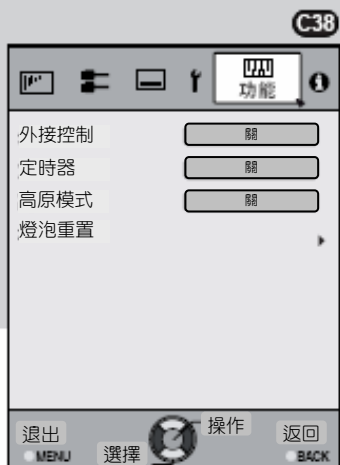 C38
功能
外接控制 關
定時器 關
高原模式 關
燈泡重置
退出 操作 返回
MENU 選擇 BACK